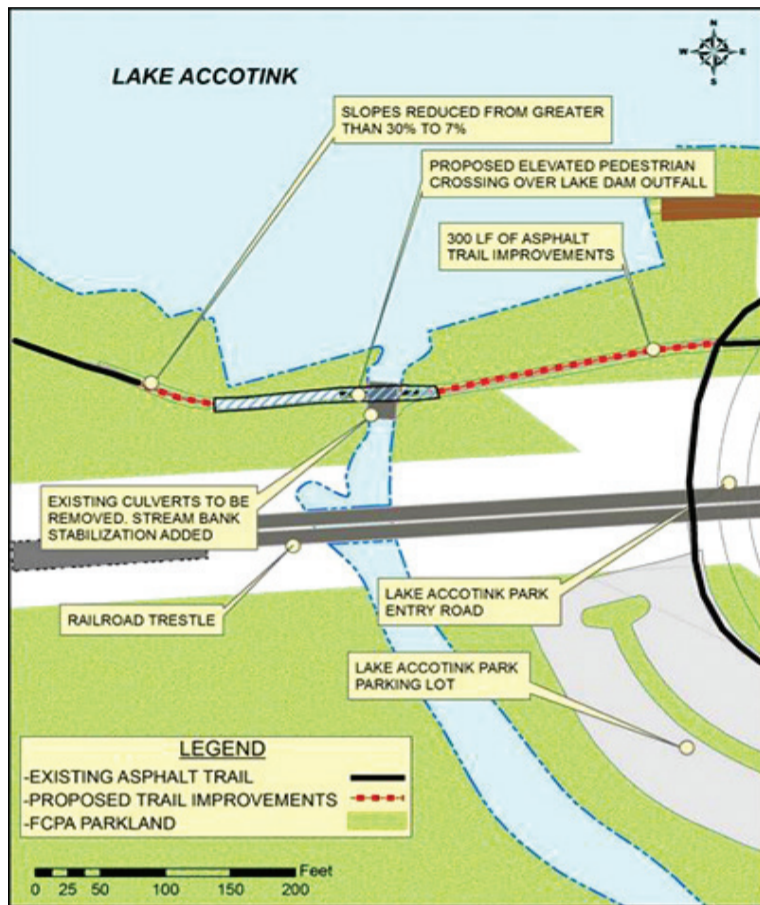 N
W E
S
LAKE ACCOTINK
SLOPES REDUCED FROM GREATER
THAN 30% TO 7%
PROPOSED ELEVATED PEDESTRIAN
CROSSING OVER LAKE DAM OUTFALL
300 LF OF ASPHALT
TRAIL IMPROVEMENTS
EXISTING CULVERTS TO BE
REMOVED. STREAM BANK
STABILIZATION ADDED
LAKE ACCOTINK PARK
ENTRY ROAD
RAILROAD TRESTLE
LAKE ACCOTINK PARK
PARKING LOT
LEGEND
-EXISTING ASPHALT TRAIL
-PROPOSED TRAIL IMPROVEMENTS
-FCPA PARKLAND
Feet
0 25 50 100 150 200